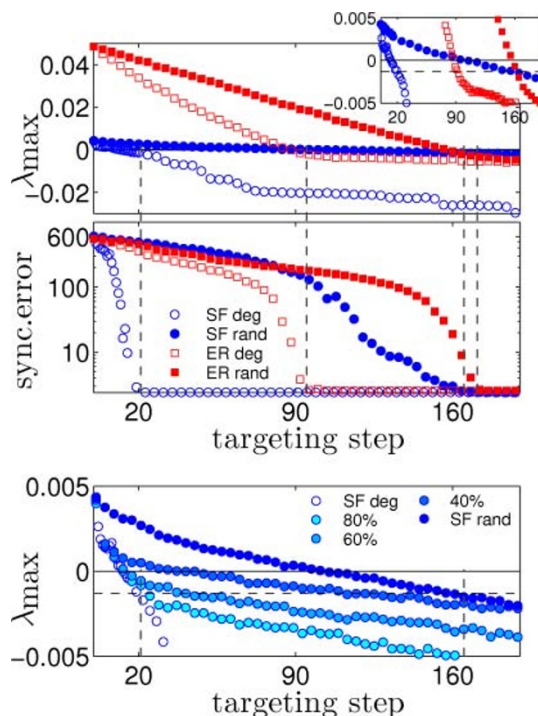 0.005
0
−0.005
20 90 160
0.04
0.02
0
−0.02
λmax
600
100
10
sync.error
SF deg
SF rand
ER deg
ER rand
20 90 160
targeting step
0.005
0
−0.005
λmax
SF deg
80%
60%
40%
SF rand
20 90 160
targeting step